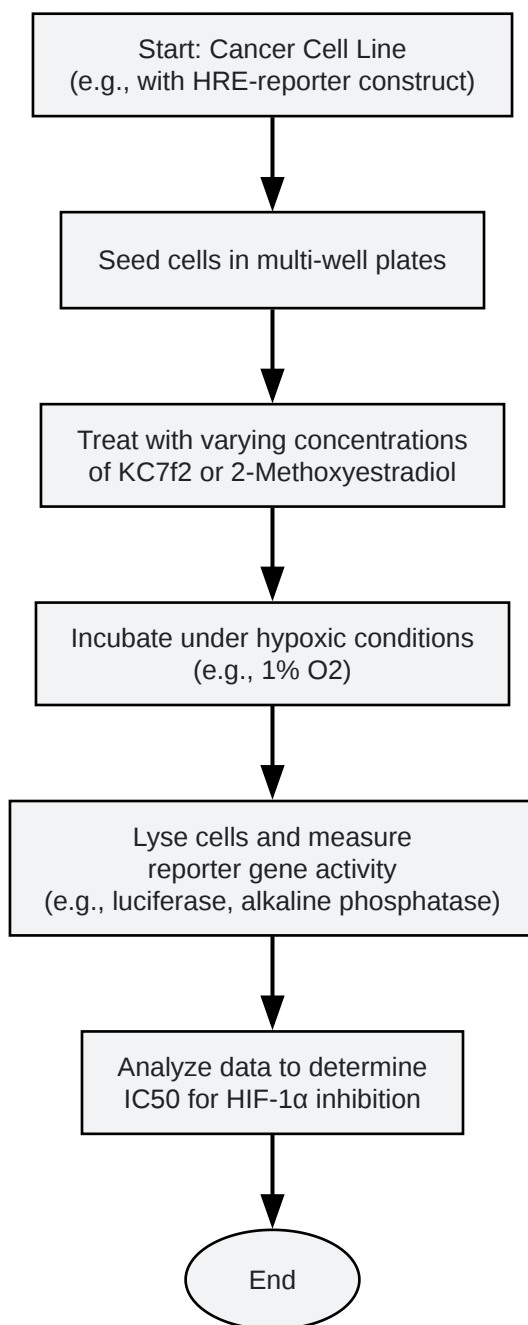 Start: Cancer Cell Line
(e.g., with HRE-reporter construct)
Seed cells in multi-well plates
Treat with varying concentrations
of KC7f2 or 2-Methoxyestradiol
Incubate under hypoxic conditions
(e.g., 1% O2)
Lyse cells and measure
reporter gene activity
(e.g., luciferase, alkaline phosphatase)
Analyze data to determine
IC50 for HIF-1α inhibition
End